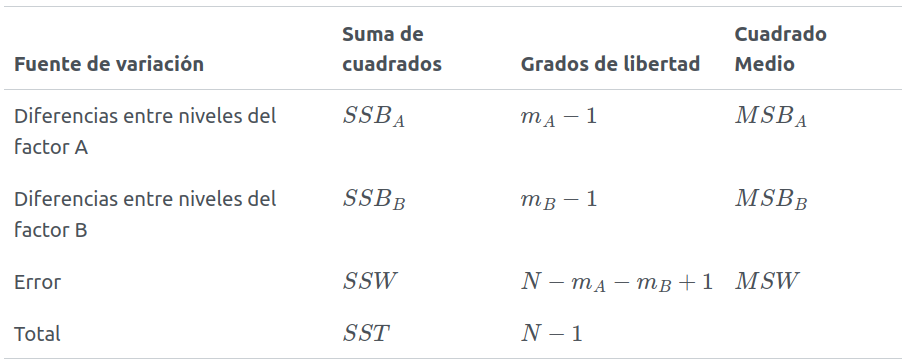 Fuente de variación Suma de cuadrados Grados de libertad Cuadrado Medio
Diferencias entre niveles del factor A SSB_A m_A − 1 MSB_A
Diferencias entre niveles del factor B SSB_B m_B − 1 MSB_B
Error SSW N − m_A − m_B + 1 MSW
Total SST N − 1